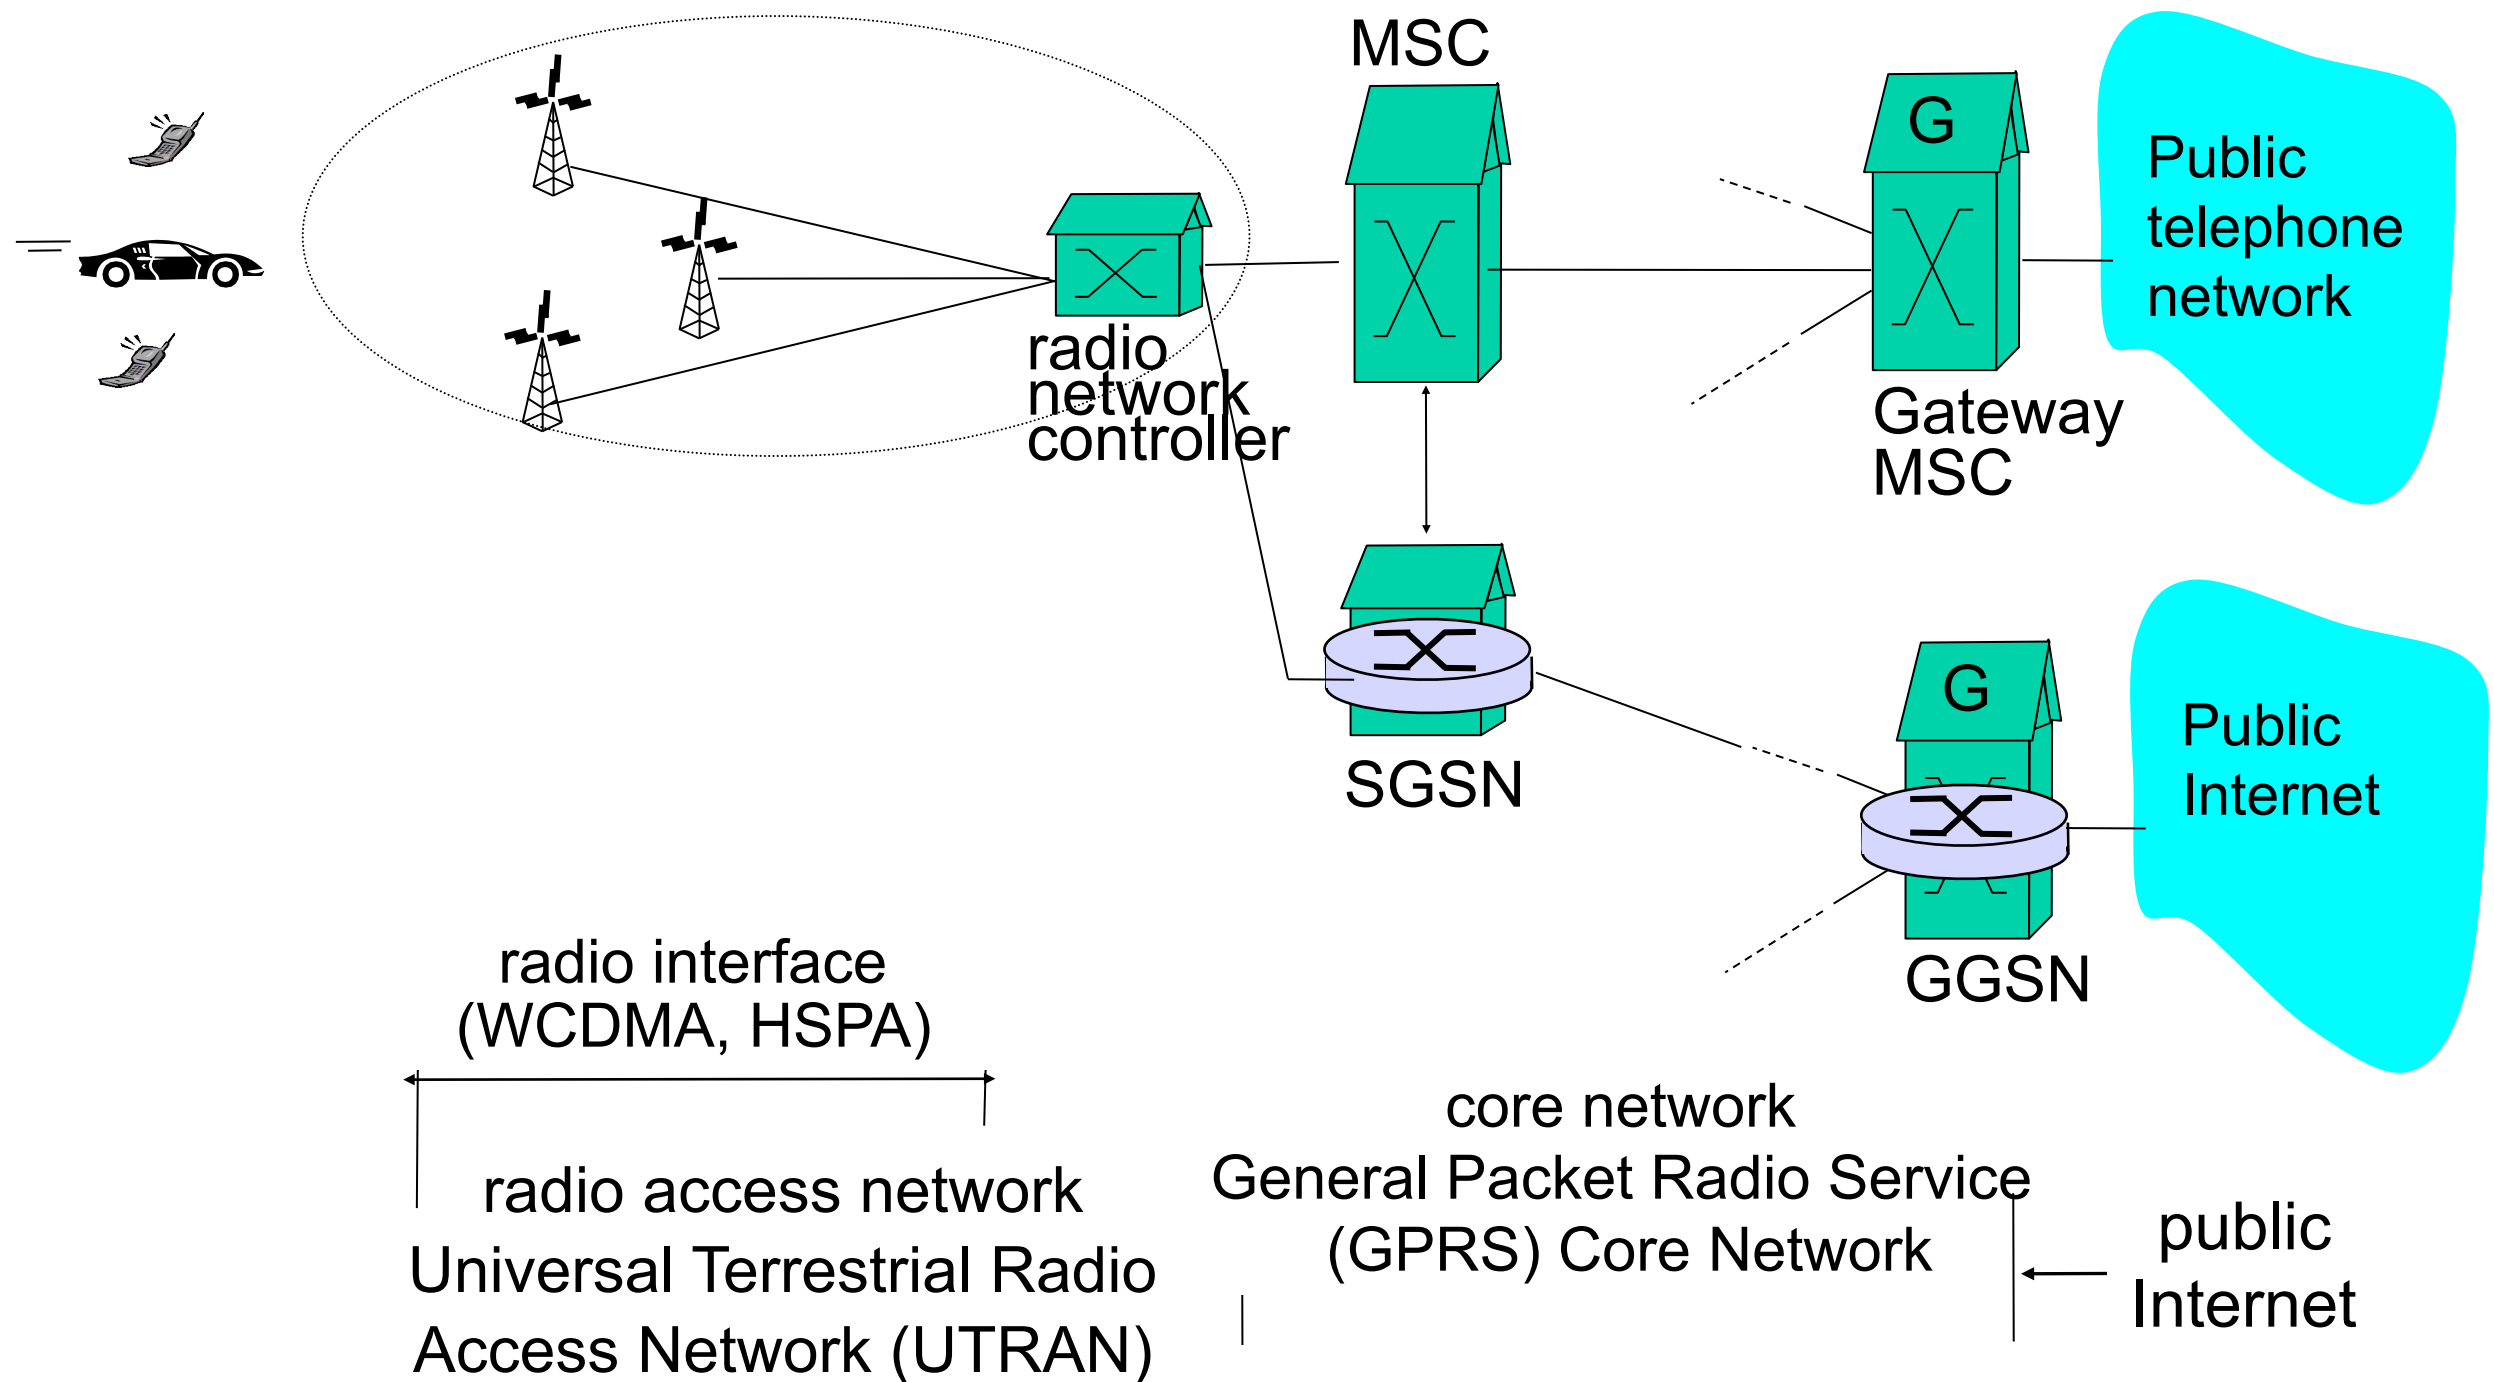 MSC
G
Public
telephone
network
radio
network
controller
Gateway
MSC
SGSN
G
Public
Internet
GGSN
radio interface
(WCDMA, HSPA)
core network
General Packet Radio Service
(GPRS) Core Network
radio access network
Universal Terrestrial Radio
Access Network (UTRAN)
public
Internet